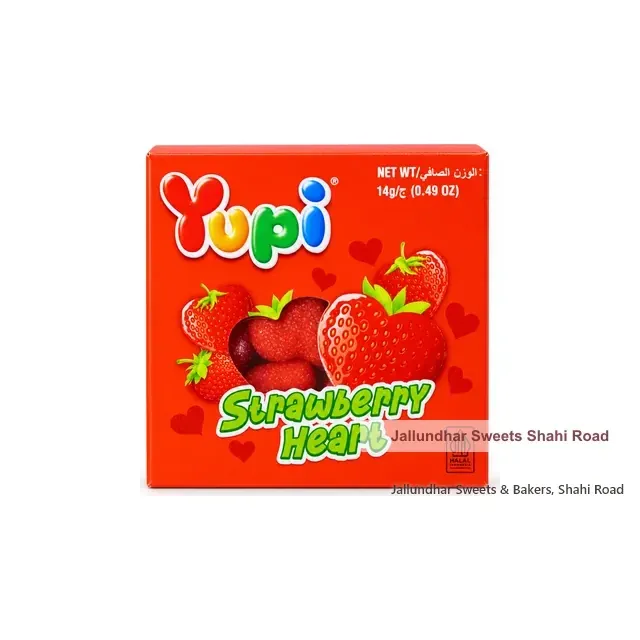 Yupi®
NET WT/الوزن الصافي:
14g/ج (0.49 OZ)
Strawberry
Heart
Jallundhar Sweets Shahi Road
HALAL
Jallundhar Sweets & Bakers, Shahi Road